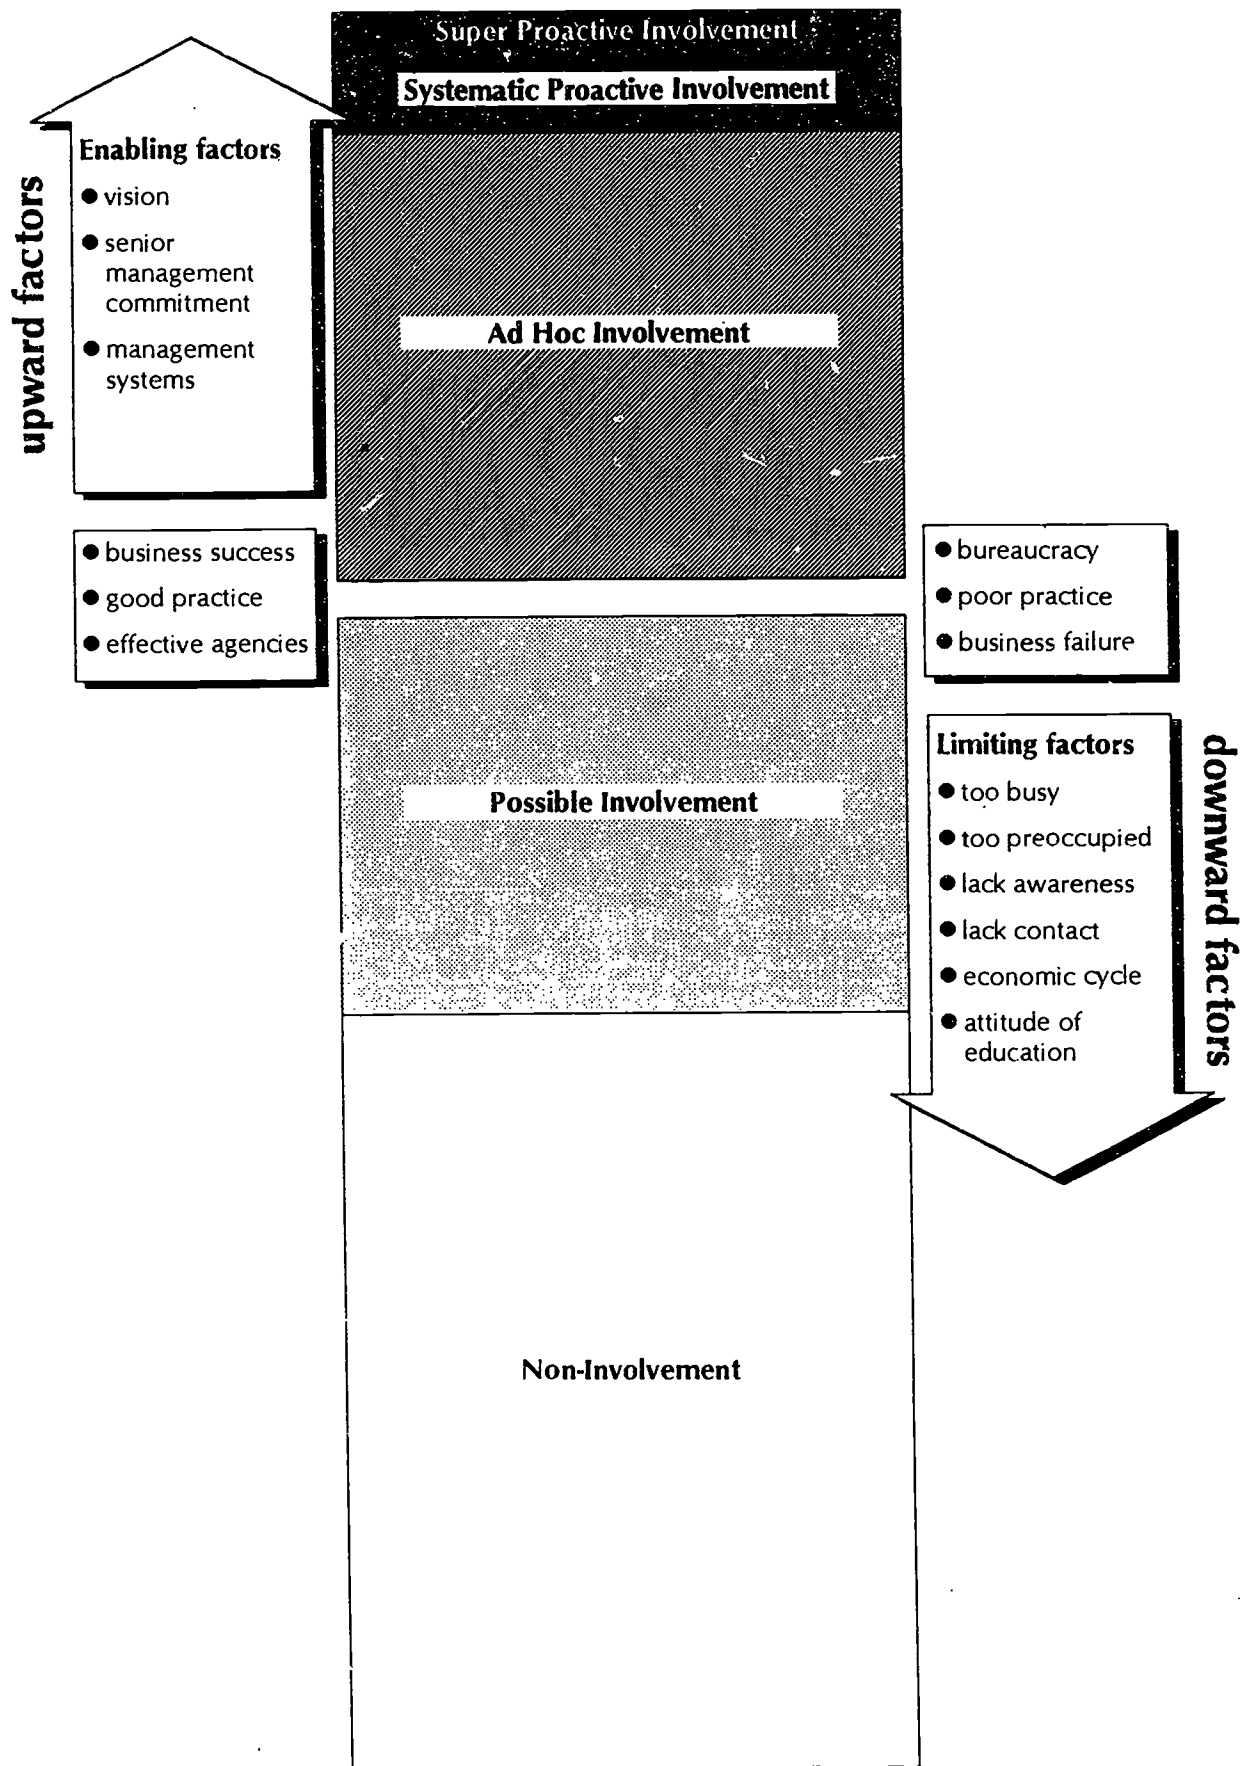 Super Proactive Involvement
Systematic Proactive Involvement
upward factors
Enabling factors
● vision
● senior
management
commitment
● management
systems
Ad Hoc Involvement
● business success
● good practice
● effective agencies
● bureaucracy
● poor practice
● business failure
Possible Involvement
downward factors
Limiting factors
● too busy
● too preoccupied
● lack awareness
● lack contact
● economic cycle
● attitude of
education
Non-Involvement